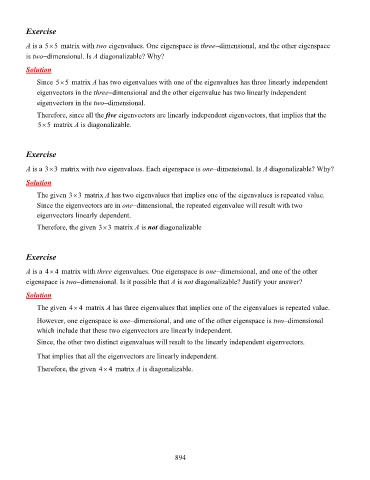 Exercise
A is a 5×5 matrix with two eigenvalues. One eigenspace is three–dimensional, and the other eigenspace
is two–dimensional. Is A diagonalizable? Why?
Solution
Since 5×5 matrix A has two eigenvalues with one of the eigenvalues has three linearly independent
eigenvectors in the three–dimensional and the other eigenvalue has two linearly independent
eigenvectors in the two–dimensional.
Therefore, since all the five eigenvectors are linearly independent eigenvectors, that implies that the
5×5 matrix A is diagonalizable.
Exercise
A is a 3×3 matrix with two eigenvalues. Each eigenspace is one–dimensional. Is A diagonalizable? Why?
Solution
The given 3×3 matrix A has two eigenvalues that implies one of the eigenvalues is repeated value.
Since the eigenvectors are in one–dimensional, the repeated eigenvalue will result with two
eigenvectors linearly dependent.
Therefore, the given 3×3 matrix A is not diagonalizable
Exercise
A is a 4×4 matrix with three eigenvalues. One eigenspace is one–dimensional, and one of the other
eigenspace is two–dimensional. Is it possible that A is not diagonalizable? Justify your answer?
Solution
The given 4×4 matrix A has three eigenvalues that implies one of the eigenvalues is repeated value.
However, one eigenspace is one–dimensional, and one of the other eigenspace is two–dimensional
which include that these two eigenvectors are linearly independent.
Since, the other two distinct eigenvalues will result to the linearly independent eigenvectors.
That implies that all the eigenvectors are linearly independent.
Therefore, the given 4×4 matrix A is diagonalizable.
894